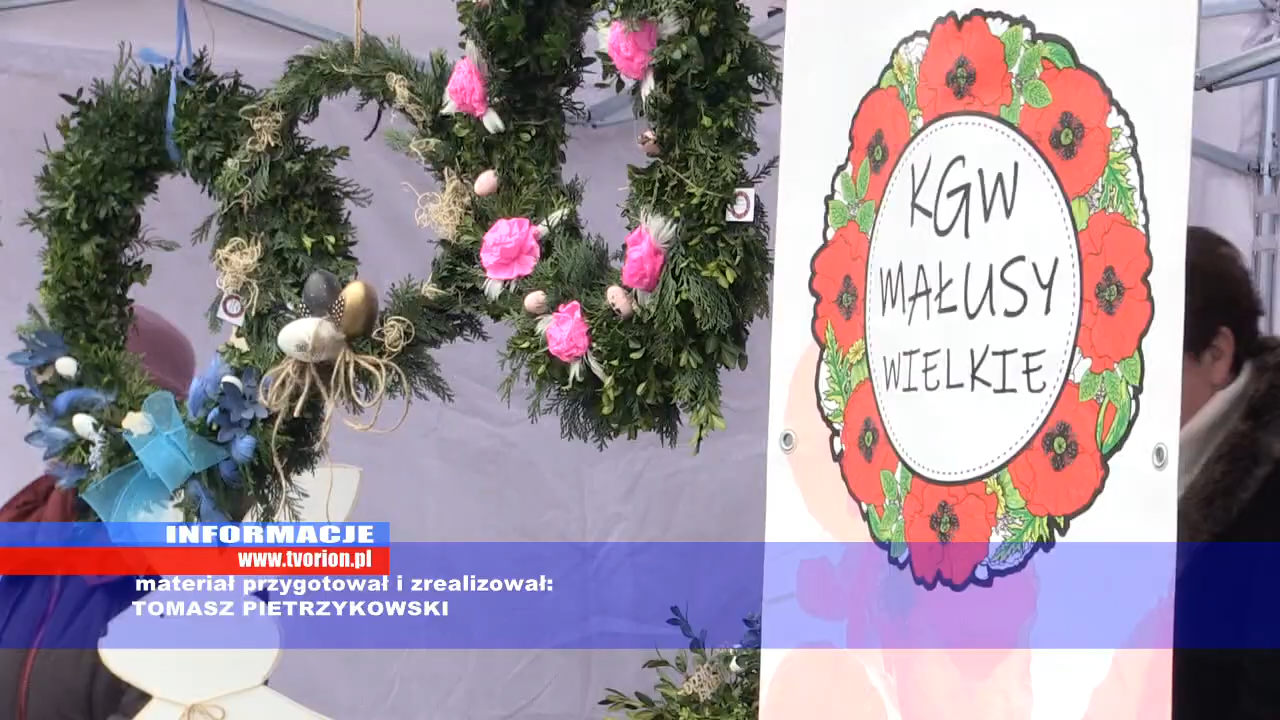 KGW
MAŁUSY
WIELKIE
INFORMACJE
www.tvorion.pl
materiał przygotował i zrealizował:
TOMASZ PIETRZYKOWSKI